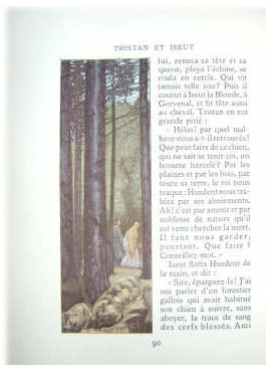 TRISTAN ET ISEUT
lui, remua sa tête et sa
queue, ploya l'échine, se
roula en cercle. Qui vit
jamais telle joie? Puis il
courut à Iseut la Blonde, à
Gorvenal, et fit fête aussi
au cheval. Tristan en eut
grande pitié :
« Hélas! par quel mal-
heur nous a-t-il retrouvés?
Que peut faire de ce chien,
qui ne sait se tenir coi, un
homme harcelé? Par les
plaines et par les bois, par
toute sa terre, le roi nous
traque : Husdent nous tra-
hira par ses aboiements.
Ah! c'est par amour et par
noblesse de nature qu'il
est venu chercher la mort.
Il faut nous garder,
pourtant. Que faire ?
Conseillez-moi. »
Iseut flatta Husdent de
la main, et dit :
« Sire, épargnez-le! J'ai
ouï parler d'un forestier
gallois qui avait habitué
son chien à suivre, sans
aboyer, la trace de sang
des cerfs blessés. Ami
90